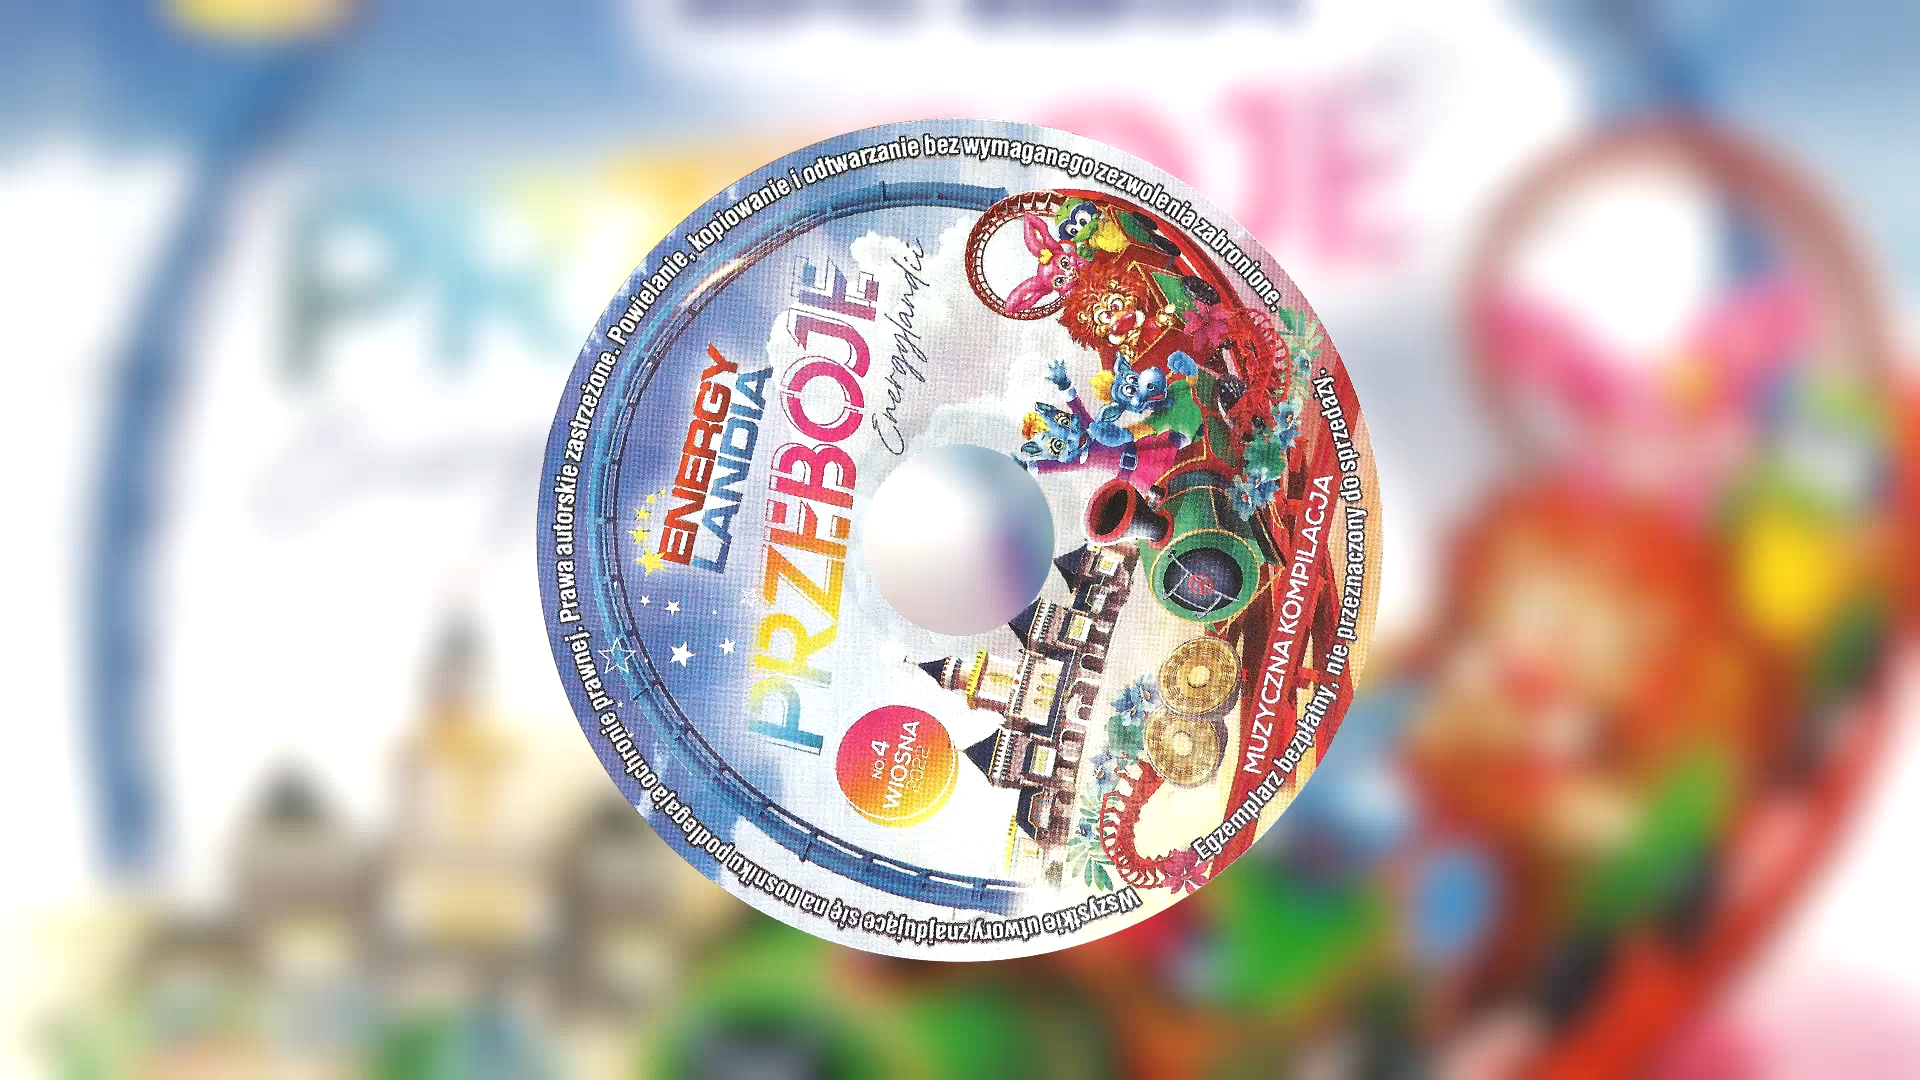 ENERGY
LANDIA
PRZEBOJE
Energylandii
NO 4
WIOSNA
2022
MUZYCZNA KOMPILACJA
Egzemplarz bezpłatny, nie przeznaczony do sprzedaży.
Wszystkie utwory znajdujące się na nośniku podlegają ochronie prawnej. Prawa autorskie zastrzeżone. Powielanie, kopiowanie i odtwarzanie bez wymaganego zezwolenia zabronione.